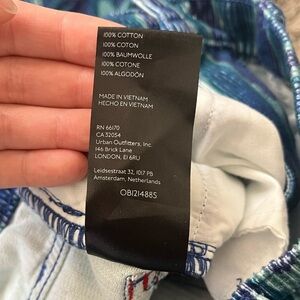 100% COTTON
100% COTON
100% BAUMWOLLE
100% COTONE
100% ALGODÓN
MADE IN VIETNAM
HECHO EN VIETNAM
RN 66170
CA 32054
Urban Outfitters, Inc.
146 Brick Lane
LONDON, E1 6RU
Leidsestraat 32, 1017 PB
Amsterdam, Netherlands
OB1214885